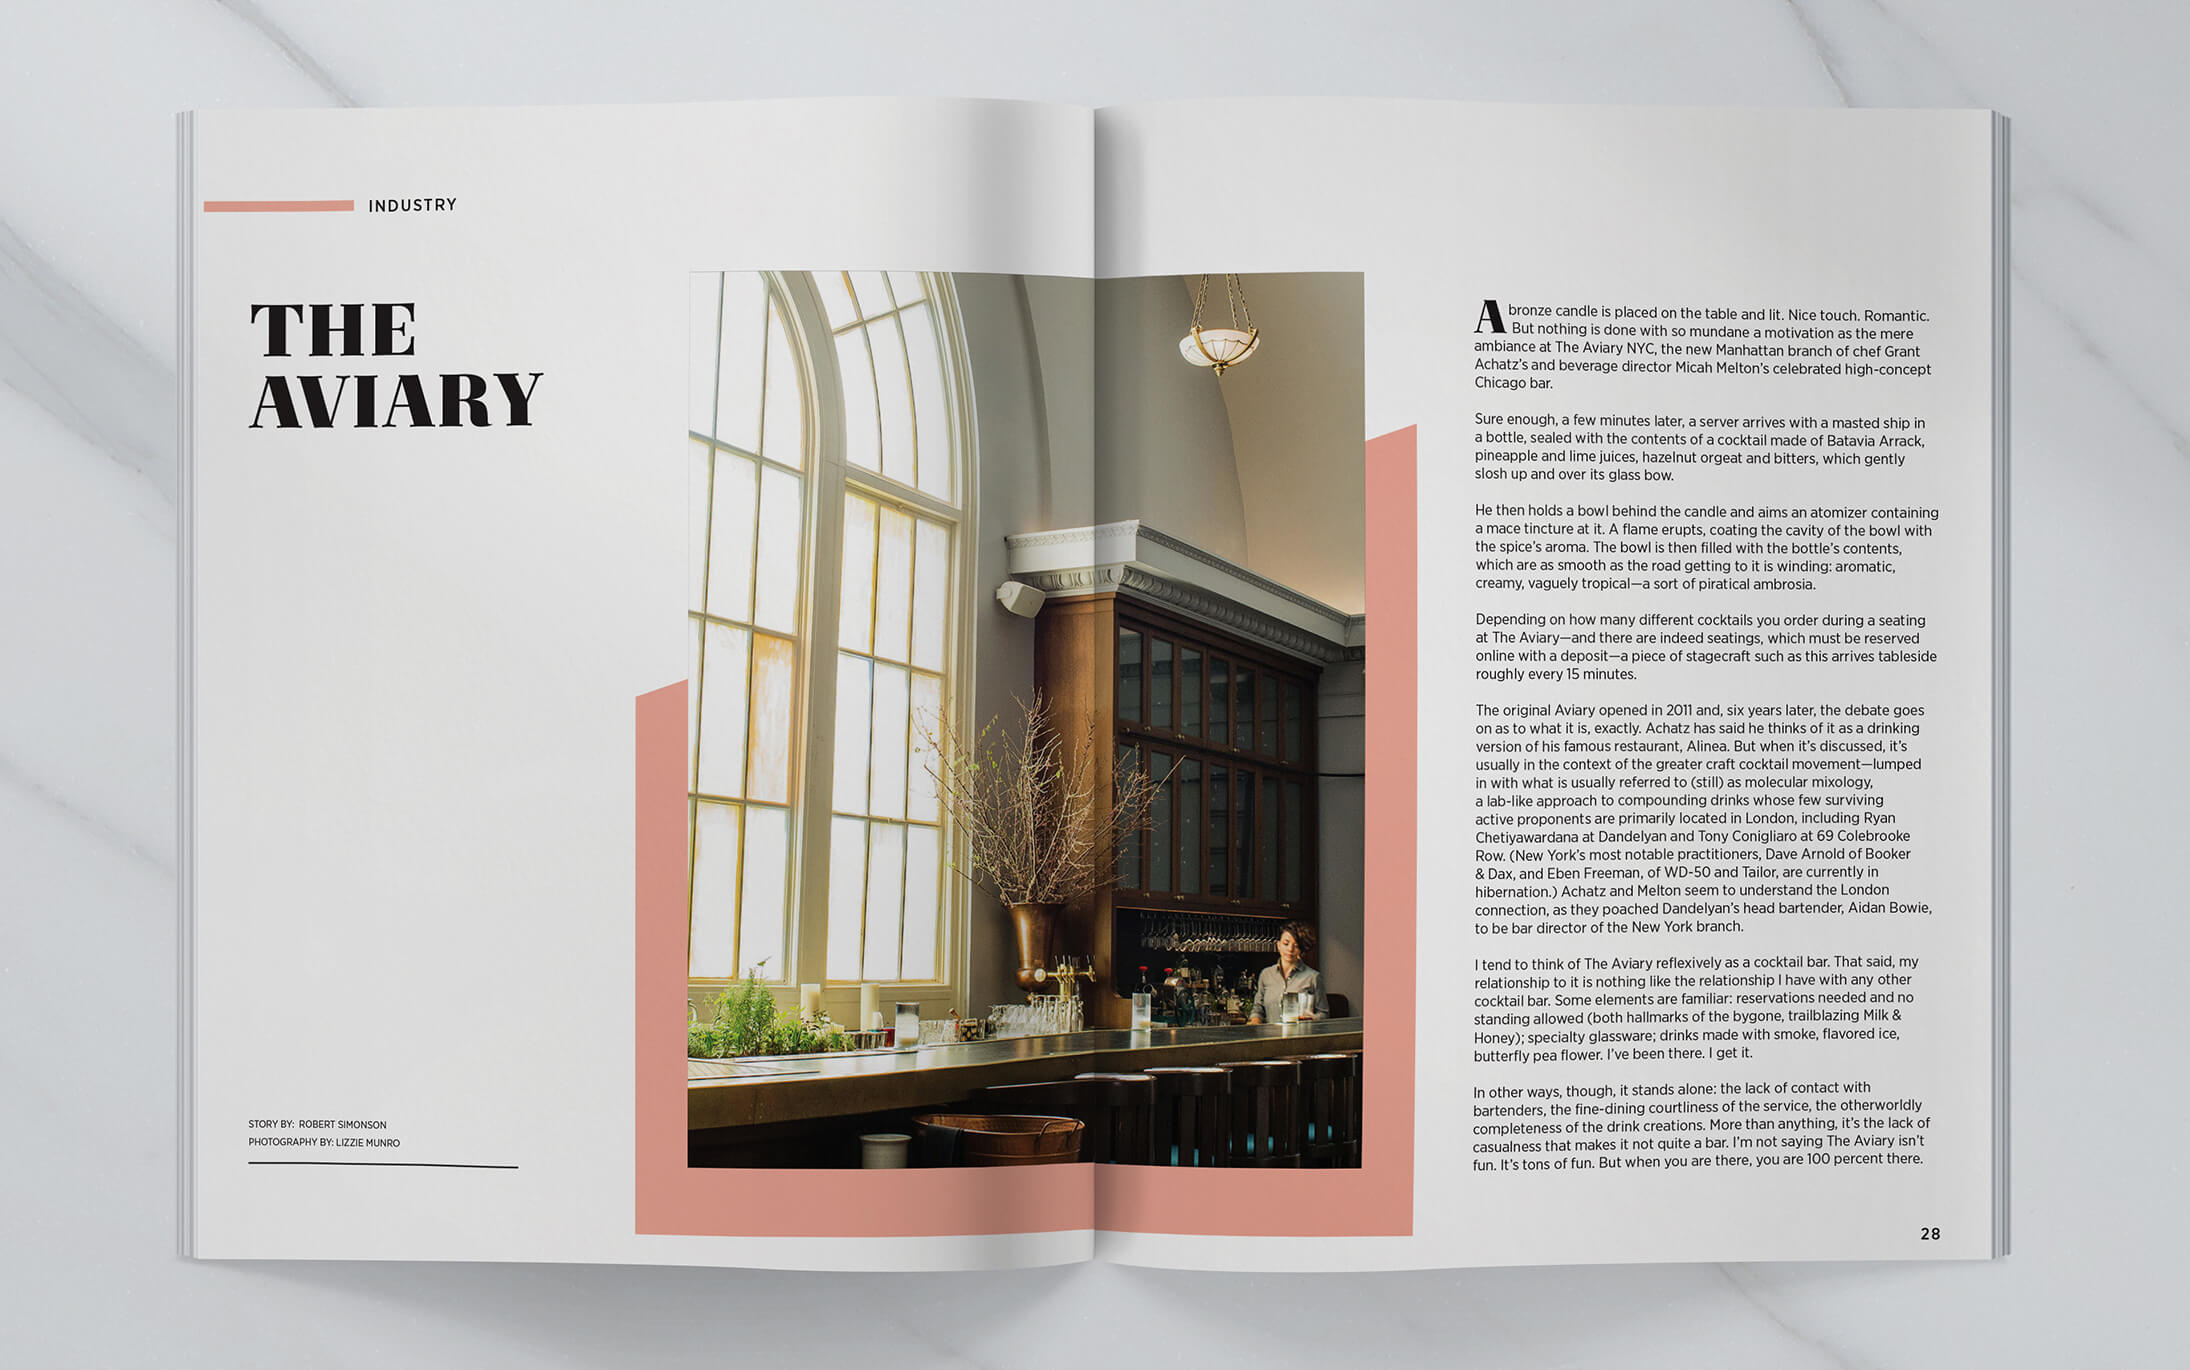 INDUSTRY
THE
AVIARY
STORY BY: ROBERT SIMONSON
PHOTOGRAPHY BY: LIZZIE MUNRO
A bronze candle is placed on the table and lit. Nice touch. Romantic.
But nothing is done with so mundane a motivation as the mere
ambiance at The Aviary NYC, the new Manhattan branch of chef Grant
Achatz's and beverage director Micah Melton's celebrated high-concept
Chicago bar.
Sure enough, a few minutes later, a server arrives with a masted ship in
a bottle, sealed with the contents of a cocktail made of Batavia Arrack,
pineapple and lime juices, hazelnut orgeat and bitters, which gently
slosh up and over its glass bow.
He then holds a bowl behind the candle and aims an atomizer containing
a mace tincture at it. A flame erupts, coating the cavity of the bowl with
the spice's aroma. The bowl is then filled with the bottle's contents,
which are as smooth as the road getting to it is winding: aromatic,
creamy, vaguely tropical—a sort of piratical ambrosia.
Depending on how many different cocktails you order during a seating
at The Aviary—and there are indeed seatings, which must be reserved
online with a deposit—a piece of stagecraft such as this arrives tableside
roughly every 15 minutes.
The original Aviary opened in 2011 and, six years later, the debate goes
on as to what it is, exactly. Achatz has said he thinks of it as a drinking
version of his famous restaurant, Alinea. But when it's discussed, it's
usually in the context of the greater craft cocktail movement—lumped
in with what is usually referred to (still) as molecular mixology,
a lab-like approach to compounding drinks whose few surviving
active proponents are primarily located in London, including Ryan
Chetiyawardana at Dandelyan and Tony Conigliaro at 69 Colebrooke
Row. (New York's most notable practitioners, Dave Arnold of Booker
& Dax, and Eben Freeman, of WD-50 and Tailor, are currently in
hibernation.) Achatz and Melton seem to understand the London
connection, as they poached Dandelyan's head bartender, Aidan Bowie,
to be bar director of the New York branch.
I tend to think of The Aviary reflexively as a cocktail bar. That said, my
relationship to it is nothing like the relationship I have with any other
cocktail bar. Some elements are familiar: reservations needed and no
standing allowed (both hallmarks of the bygone, trailblazing Milk &
Honey); specialty glassware; drinks made with smoke, flavored ice,
butterfly pea flower. I've been there. I get it.
In other ways, though, it stands alone: the lack of contact with
bartenders, the fine-dining courtliness of the service, the otherworldly
completeness of the drink creations. More than anything, it's the lack of
casualness that makes it not quite a bar. I'm not saying The Aviary isn't
fun. It's tons of fun. But when you are there, you are 100 percent there.
28